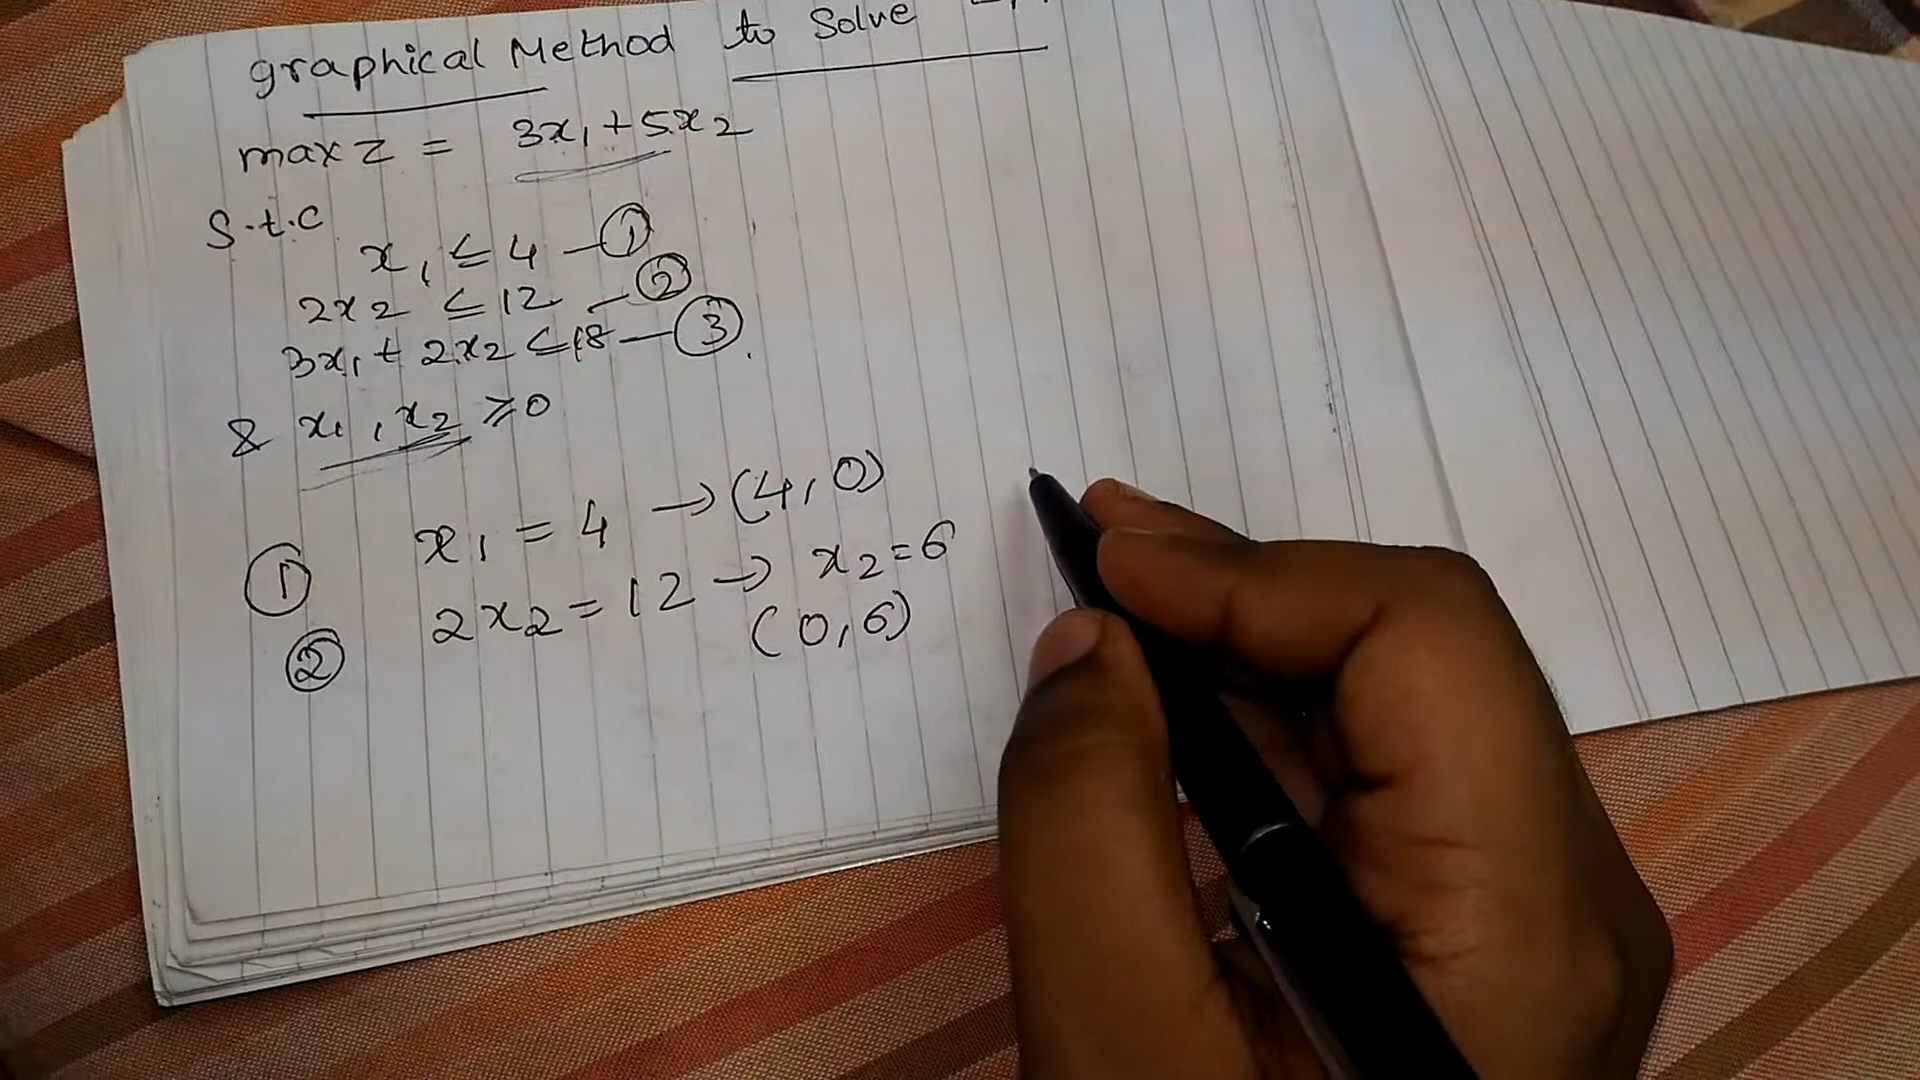 graphical Method to Solve
max z = 3x₁ + 5x₂
S.t.c
x₁ ≤ 4 — ①
2x₂ ≤ 12 — ②
3x₁ + 2x₂ ≤ 18 — ③
& x₁, x₂ ≥ 0
① x₁ = 4 → (4, 0)
② 2x₂ = 12 → x₂ = 6
(0, 6)